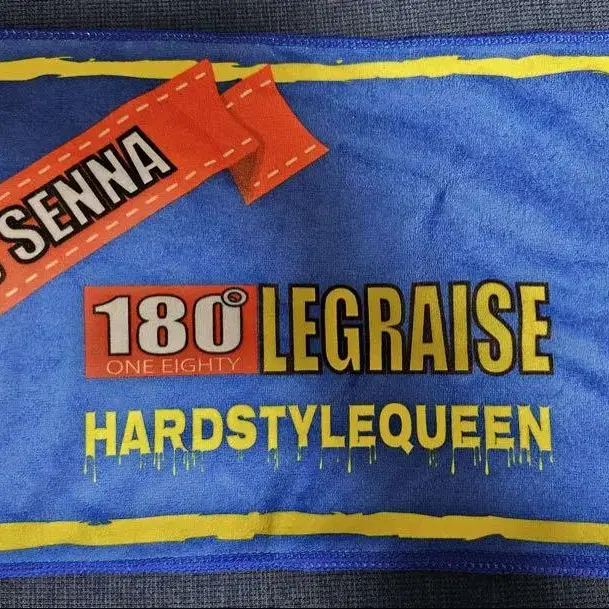 SENNA
180° LEGRAISE
ONE EIGHTY
HARDSTYLEQUEEN